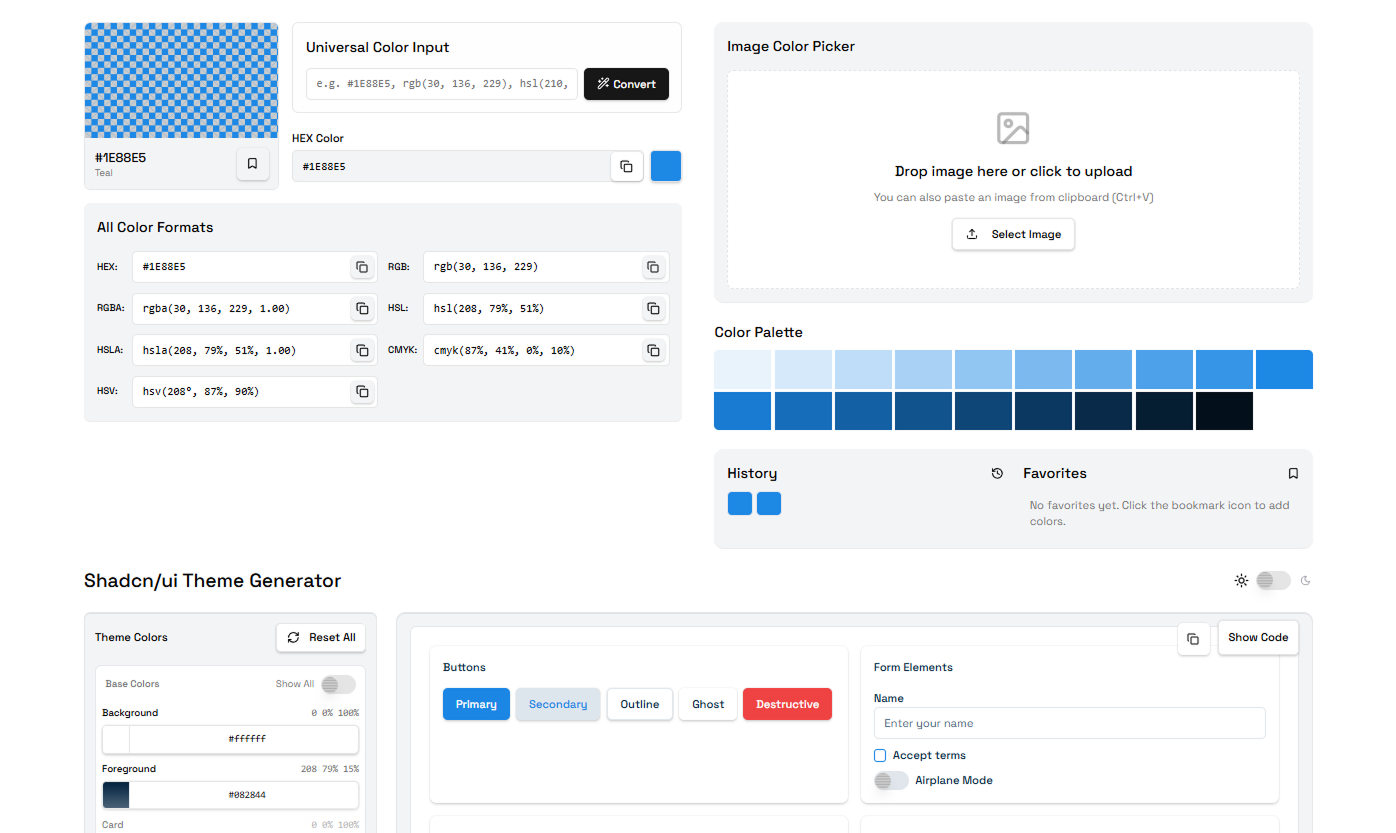 #1E88E5
Teal
Universal Color Input
e.g. #1E88E5, rgb(30, 136, 229), hsl(210,
Convert
HEX Color
#1E88E5
All Color Formats
HEX: #1E88E5
RGB: rgb(30, 136, 229)
RGBA: rgba(30, 136, 229, 1.00)
HSL: hsl(208, 79%, 51%)
HSLA: hsla(208, 79%, 51%, 1.00)
CMYK: cmyk(87%, 41%, 0%, 10%)
HSV: hsv(208°, 87%, 90%)
Image Color Picker
Drop image here or click to upload
You can also paste an image from clipboard (Ctrl+V)
Select Image
Color Palette
History
Favorites
No favorites yet. Click the bookmark icon to add
colors.
Shadcn/ui Theme Generator
Theme Colors
Reset All
Base Colors
Show All
Background
0 0% 100%
#ffffff
Foreground
208 79% 15%
#082844
Card
0 0% 100%
Show Code
Buttons
Primary
Secondary
Outline
Ghost
Destructive
Form Elements
Name
Enter your name
Accept terms
Airplane Mode